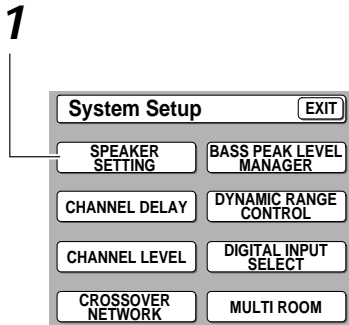 1
System Setup EXIT
SPEAKER
SETTING
BASS PEAK LEVEL
MANAGER
CHANNEL DELAY
DYNAMIC RANGE
CONTROL
CHANNEL LEVEL
DIGITAL INPUT
SELECT
CROSSOVER
NETWORK
MULTI ROOM